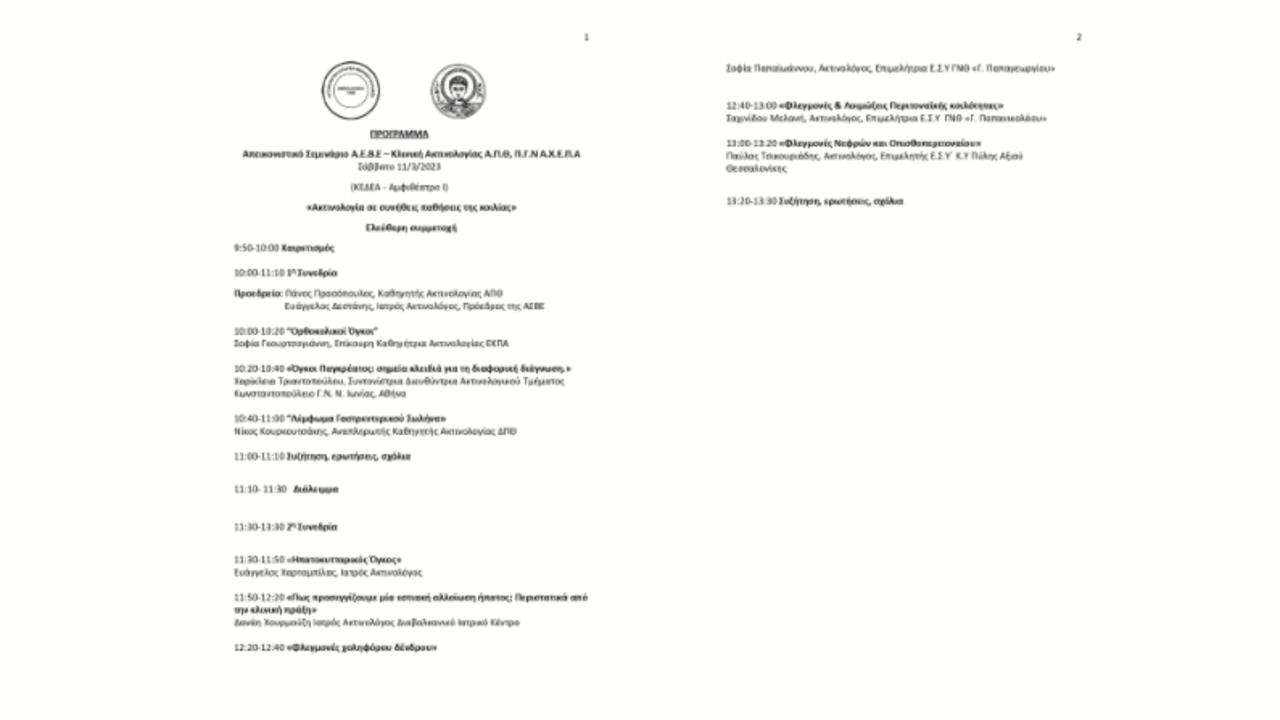 1
ΠΡΟΓΡΑΜΜΑ
Απεικονιστικό Σεμινάριο Α.Ε.Β.Ε – Κλινική Ακτινολογίας Α.Π.Θ, Π.Γ.Ν Α.Χ.Ε.Π.Α
Σάββατο 11/3/2023
(ΚΕΔΕΑ - Αμφιθέατρο Ι)
«Ακτινολογία σε συνήθεις παθήσεις της κοιλίας»
Ελεύθερη συμμετοχή
9:50-10:00 Χαιρετισμός
10:00-11:10 1η Συνεδρία
Προεδρείο: Πάνος Πρασόπουλος, Καθηγητής Ακτινολογίας ΑΠΘ
Ευάγγελος Δεστάνης, Ιατρός Ακτινολόγος, Πρόεδρος της ΑΕΒΕ
10:00-10:20 “Ορθοκολικοί Όγκοι”
Σοφία Γκουρτσογιάννη, Επίκουρη Καθηγήτρια Ακτινολογίας ΕΚΠΑ
10:20-10:40 «Όγκοι Παγκρέατος: σημεία κλειδιά για τη διαφορική διάγνωση.»
Χαρίκλεια Τριαντοπούλου, Συντονίστρια Διευθύντρια Ακτινολογικού Τμήματος
Κωνσταντοπούλειο Γ.Ν. Ν. Ιωνίας, Αθήνα
10:40-11:00 “Λέμφωμα Γαστρεντερικού Σωλήνα»
Νίκος Κουρκουτσάκης, Αναπληρωτής Καθηγητής Ακτινολογίας ΔΠΘ
11:00-11:10 Συζήτηση, ερωτήσεις, σχόλια
11:10- 11:30 Διάλειμμα
11:30-13:30 2η Συνεδρία
11:30-11:50 «Ηπατοκυτταρικός Όγκος»
Ευάγγελος Χαρταμπίλας, Ιατρός Ακτινολόγος
11:50-12:20 «Πως προσεγγίζουμε μία εστιακή αλλοίωση ήπατος; Περιστατικά από
την κλινική πράξη»
Δανάη Χουρμούζη Ιατρός Ακτινολόγος Διαβαλκανικό Ιατρικό Κέντρο
12:20-12:40 «Φλεγμονές χοληφόρου δένδρου»
2
Σοφία Παπαϊωάννου, Ακτινολόγος, Επιμελήτρια Ε.Σ.Υ ΓΝΘ «Γ. Παπαγεωργίου»
12:40-13:00 «Φλεγμονές & Λοιμώξεις Περιτοναϊκής κοιλότητας»
Σαχινίδου Μελανή, Ακτινολόγος, Επιμελήτρια Ε.Σ.Υ ΓΝΘ «Γ. Παπανικολάου»
13:00-13:20 «Φλεγμονές Νεφρών και Οπισθοπεριτοναίου»
Παύλος Τσικουριάδης, Ακτινολόγος, Επιμελητής Ε.Σ.Υ Κ.Υ Πύλης Αξιού
Θεσσαλονίκης
13:20-13:30 Συζήτηση, ερωτήσεις, σχόλια